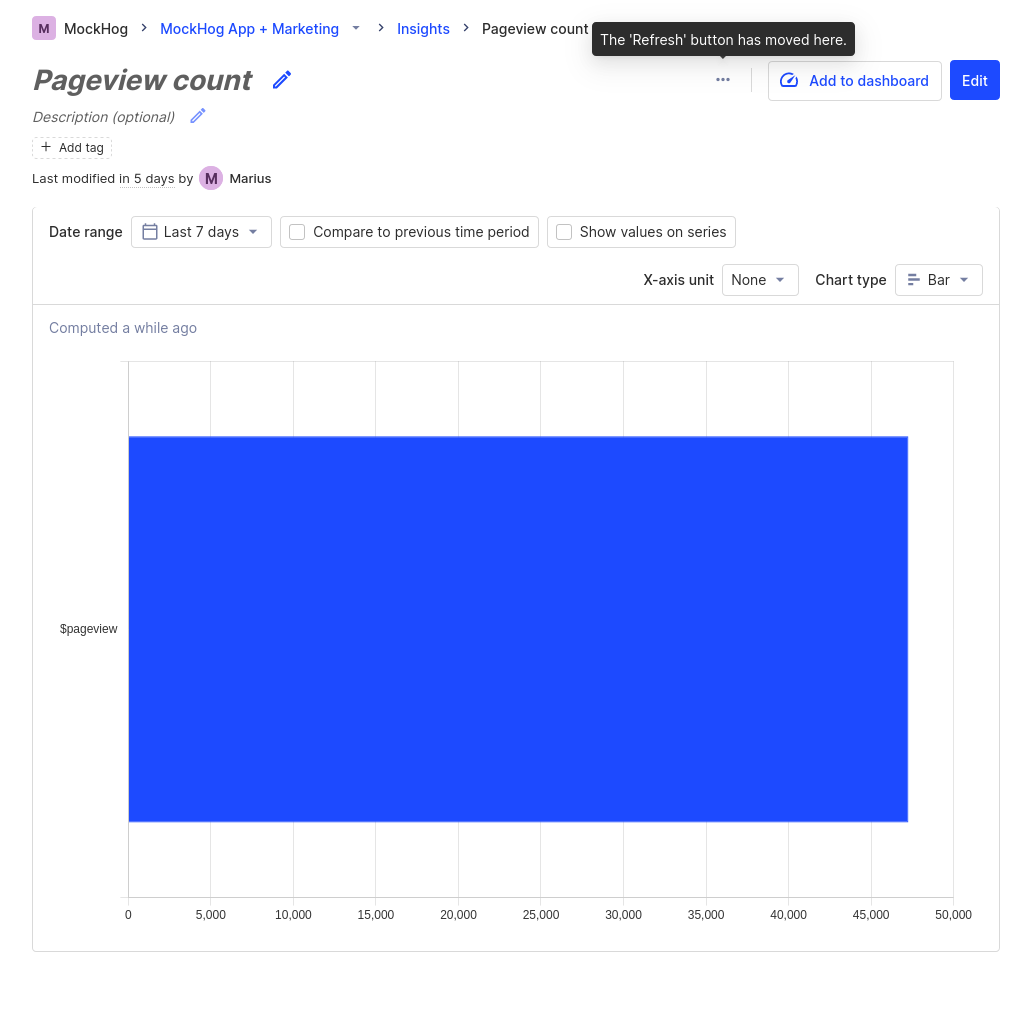 M MockHog MockHog App + Marketing Insights Pageview count
The 'Refresh' button has moved here.
Pageview count
Add to dashboard
Edit
Description (optional)
Add tag
Last modified in 5 days by M Marius
Date range Last 7 days Compare to previous time period Show values on series
X-axis unit None Chart type Bar
Computed a while ago
$pageview
0 5,000 10,000 15,000 20,000 25,000 30,000 35,000 40,000 45,000 50,000